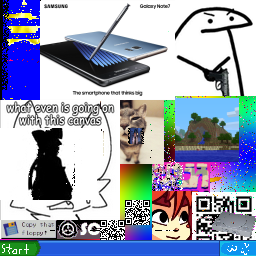 SAMSUNG
Galaxy Note7
The smartphone that thinks big
what even is going on
with this canvas
Copy that
floppy!
SC
Start